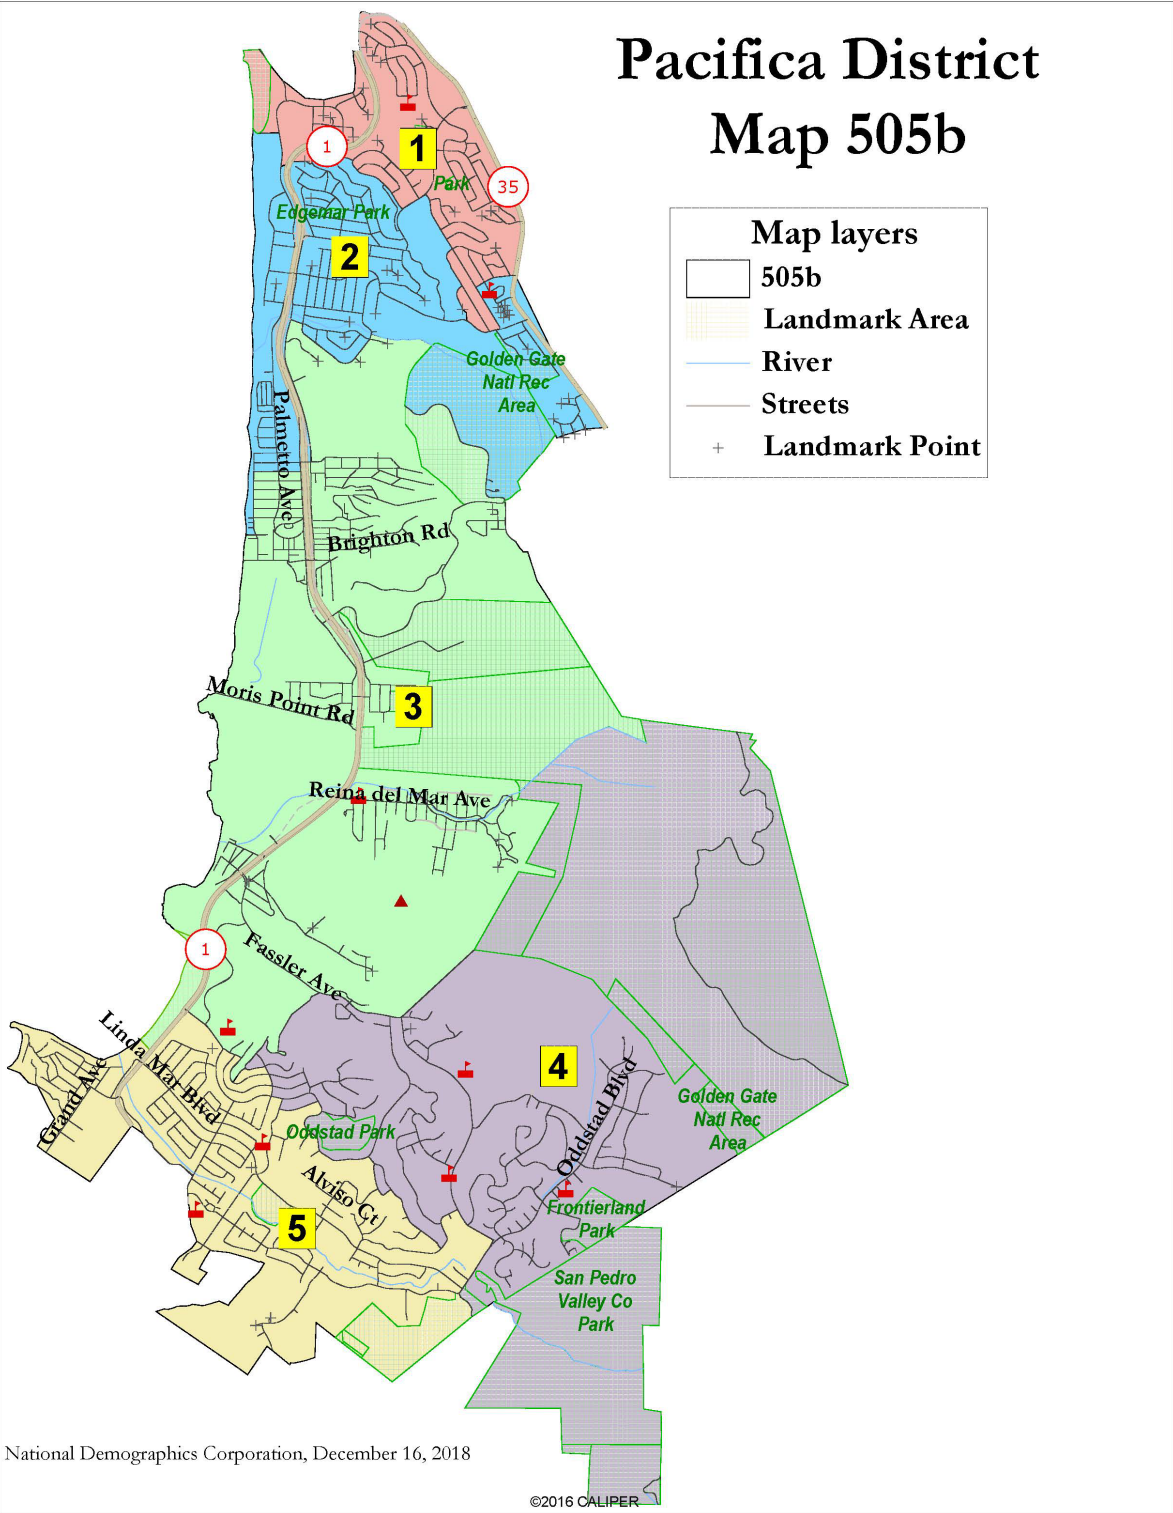 Pacifica District
Map 505b
Map layers
505b
Landmark Area
River
Streets
Landmark Point
1
1
Park
35
Edgemar Park
2
Golden Gate
Natl Rec
Area
Palmetto Ave
Brighton Rd
Moris Point Rd
3
Reina del Mar Ave
1
Fassler Ave
Linda Mar Blvd
Grand Ave
4
Oddstad Blvd
Golden Gate
Natl Rec
Area
Oddstad Park
Alviso Ct
5
Frontierland
Park
San Pedro
Valley Co
Park
National Demographics Corporation, December 16, 2018
©2016 CALIPER